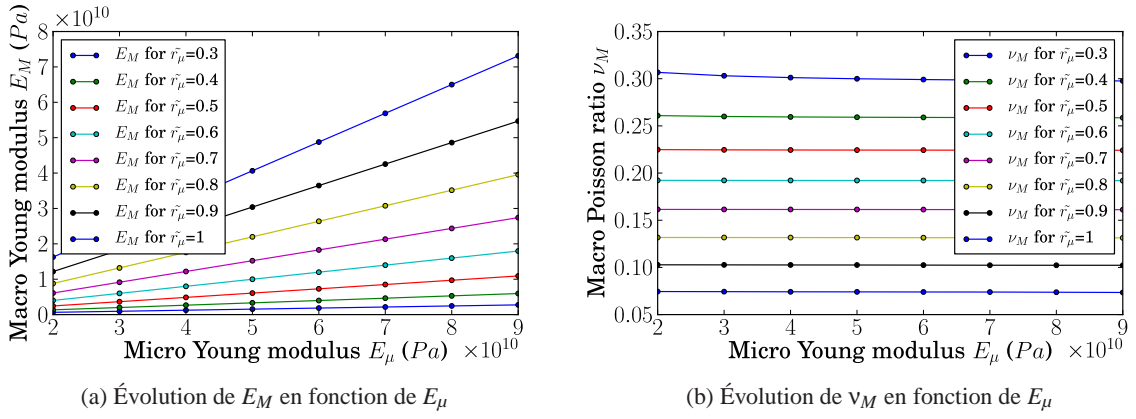 ×10^10
8
7
6
5
4
3
2
1
0
Macro Young modulus E_M (Pa)
E_M for r̃_μ=0.3
E_M for r̃_μ=0.4
E_M for r̃_μ=0.5
E_M for r̃_μ=0.6
E_M for r̃_μ=0.7
E_M for r̃_μ=0.8
E_M for r̃_μ=0.9
E_M for r̃_μ=1
2 3 4 5 6 7 8 9
Micro Young modulus E_μ (Pa) ×10^10
(a) Évolution de E_M en fonction de E_μ
0.35
0.30
0.25
0.20
0.15
0.10
0.05
Macro Poisson ratio ν_M
ν_M for r̃_μ=0.3
ν_M for r̃_μ=0.4
ν_M for r̃_μ=0.5
ν_M for r̃_μ=0.6
ν_M for r̃_μ=0.7
ν_M for r̃_μ=0.8
ν_M for r̃_μ=0.9
ν_M for r̃_μ=1
2 3 4 5 6 7 8 9
Micro Young modulus E_μ (Pa) ×10^10
(b) Évolution de ν_M en fonction de E_μ